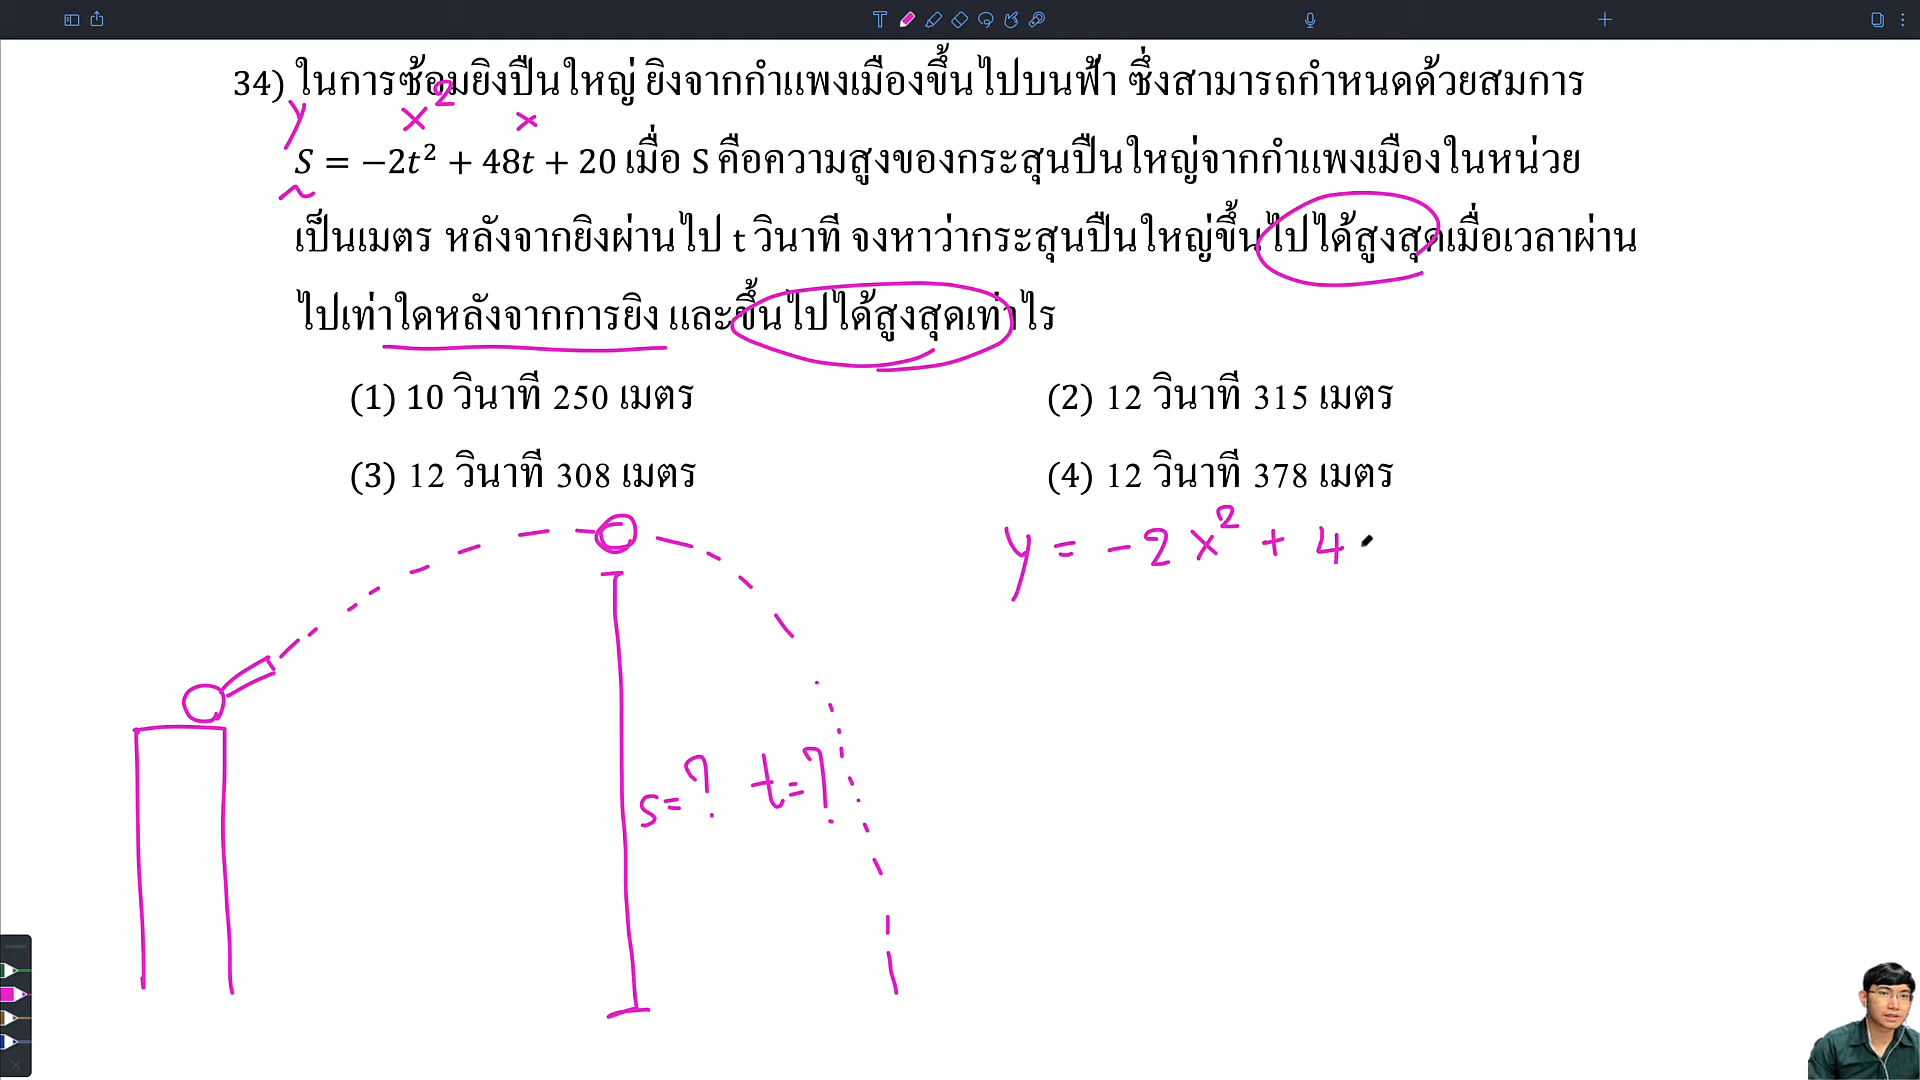 34) ในการซ้อมยิงปืนใหญ่ ยิงจากกำแพงเมืองขึ้นไปบนฟ้า ซึ่งสามารถกำหนดด้วยสมการ
y x² x
S = −2t² + 48t + 20 เมื่อ S คือความสูงของกระสุนปืนใหญ่จากกำแพงเมืองในหน่วย
เป็นเมตร หลังจากยิงผ่านไป t วินาที จงหาว่ากระสุนปืนใหญ่ขึ้นไปได้สูงสุดเมื่อเวลาผ่าน
ไปเท่าใดหลังจากการยิง และขึ้นไปได้สูงสุดเท่าไร
(1) 10 วินาที 250 เมตร
(2) 12 วินาที 315 เมตร
(3) 12 วินาที 308 เมตร
(4) 12 วินาที 378 เมตร
y = -2x² + 4
s=? t=?